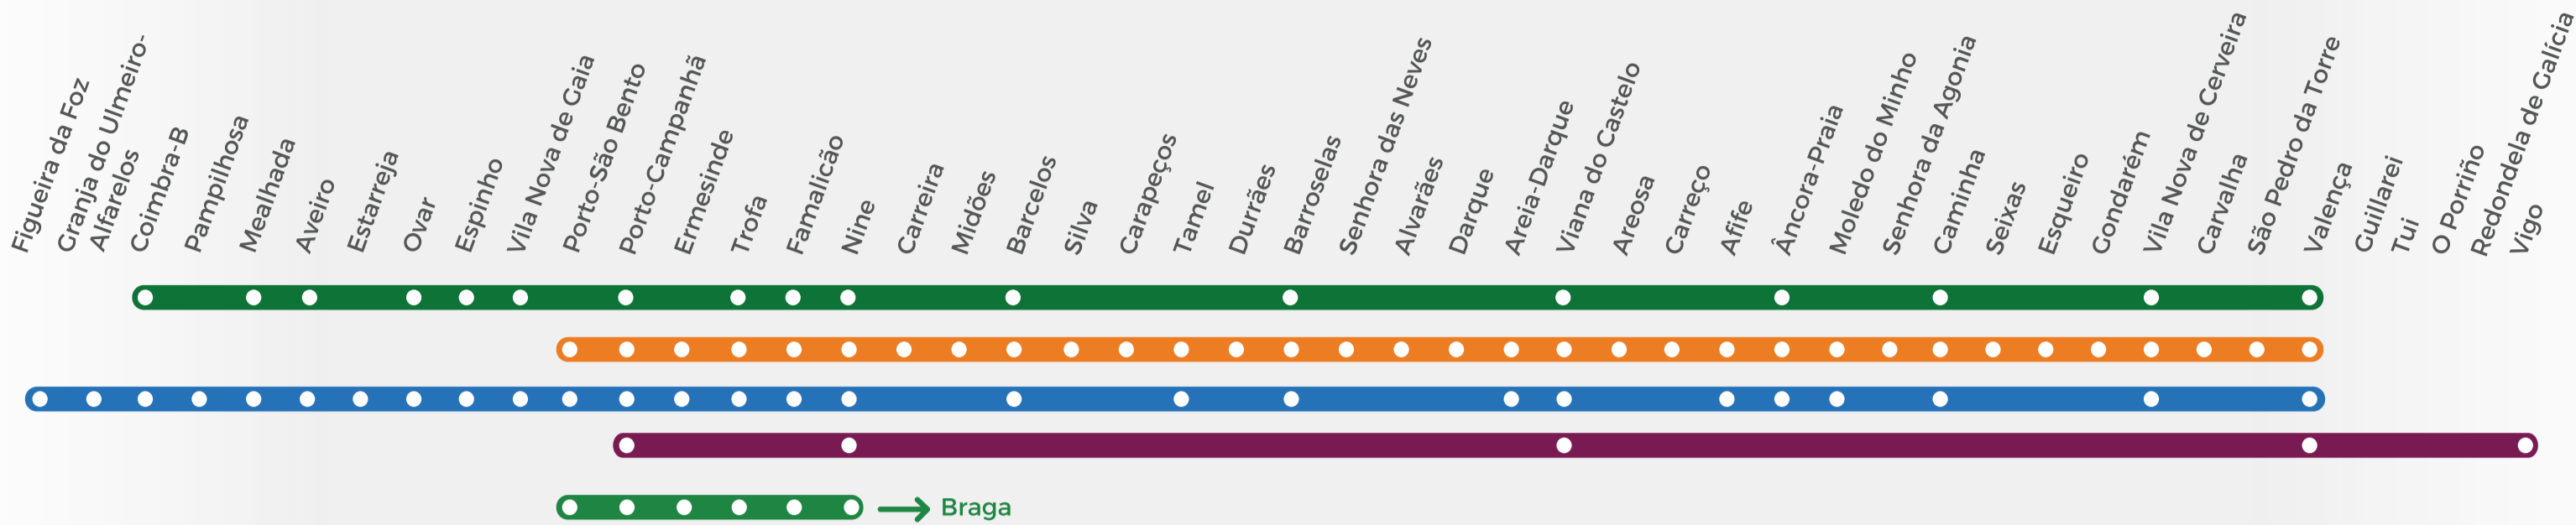 Figueira da Foz
Granja do Ulmeiro-
Alfarelos
Coimbra-B
Pampilhosa
Mealhada
Aveiro
Estarreja
Ovar
Espinho
Vila Nova de Gaia
Porto-São Bento
Porto-Campanhã
Ermesinde
Trofa
Famalicão
Nine
Carreira
Midões
Barcelos
Silva
Carapeços
Tamel
Durrães
Barroselas
Senhora das Neves
Alvarães
Darque
Areia-Darque
Viana do Castelo
Areosa
Carreço
Afife
Âncora-Praia
Moledo do Minho
Senhora da Agonia
Caminha
Seixas
Esqueiro
Gondarém
Vila Nova de Cerveira
Carvalha
São Pedro da Torre
Valença
Guillarei
Tui
O Porriño
Redondela de Galícia
Vigo
Braga